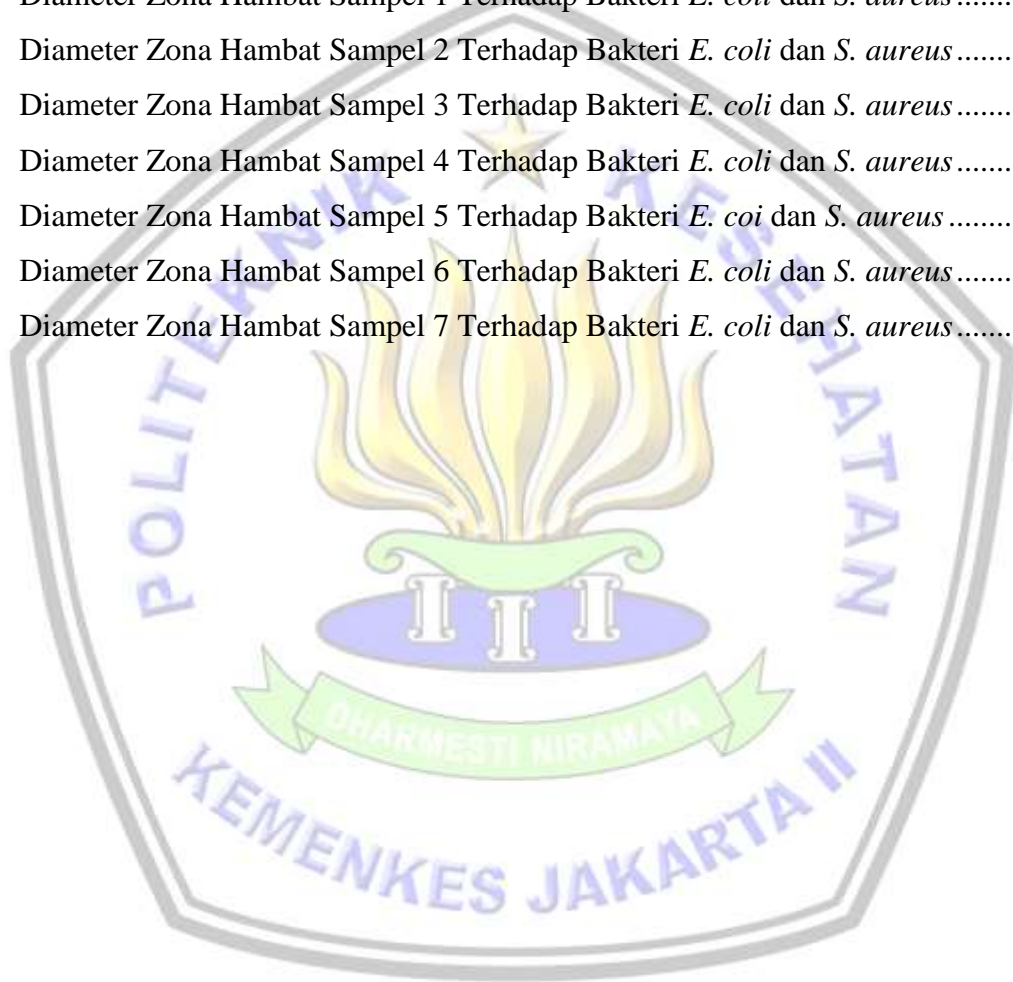 Diameter Zona Hambat Sampel 1 Terhadap Bakteri E. coli dan S. aureus.......
Diameter Zona Hambat Sampel 2 Terhadap Bakteri E. coli dan S. aureus.......
Diameter Zona Hambat Sampel 3 Terhadap Bakteri E. coli dan S. aureus.......
Diameter Zona Hambat Sampel 4 Terhadap Bakteri E. coli dan S. aureus.......
Diameter Zona Hambat Sampel 5 Terhadap Bakteri E. coi dan S. aureus........
Diameter Zona Hambat Sampel 6 Terhadap Bakteri E. coli dan S. aureus.......
Diameter Zona Hambat Sampel 7 Terhadap Bakteri E. coli dan S. aureus.......
POLITEKNIK KESEHATAN
DHARMESTI NIRAMAYA
KEMENKES JAKARTA II